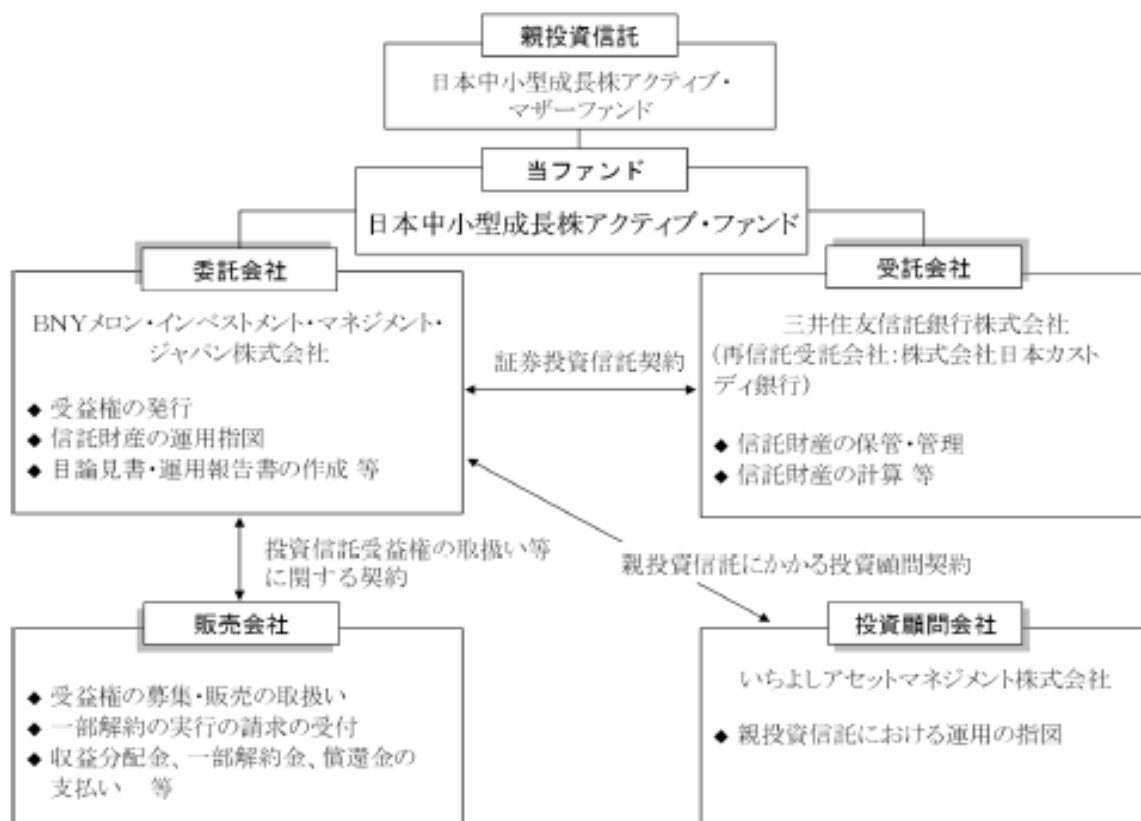 親投資信託
日本中小型成長株アクティブ・
マザーファンド
当ファンド
日本中小型成長株アクティブ・ファンド
委託会社
BNYメロン・インベストメント・マネジメント・
ジャパン株式会社
◆ 受益権の発行
◆ 信託財産の運用指図
◆ 目論見書・運用報告書の作成 等
証券投資信託契約
受託会社
三井住友信託銀行株式会社
(再信託受託会社:株式会社日本カスト
ディ銀行)
◆ 信託財産の保管・管理
◆ 信託財産の計算 等
投資信託受益権の取扱い等
に関する契約
親投資信託にかかる投資顧問契約
販売会社
◆ 受益権の募集・販売の取扱い
◆ 一部解約の実行の請求の受付
◆ 収益分配金、一部解約金、償還金の
支払い 等
投資顧問会社
いちよしアセットマネジメント株式会社
◆ 親投資信託における運用の指図